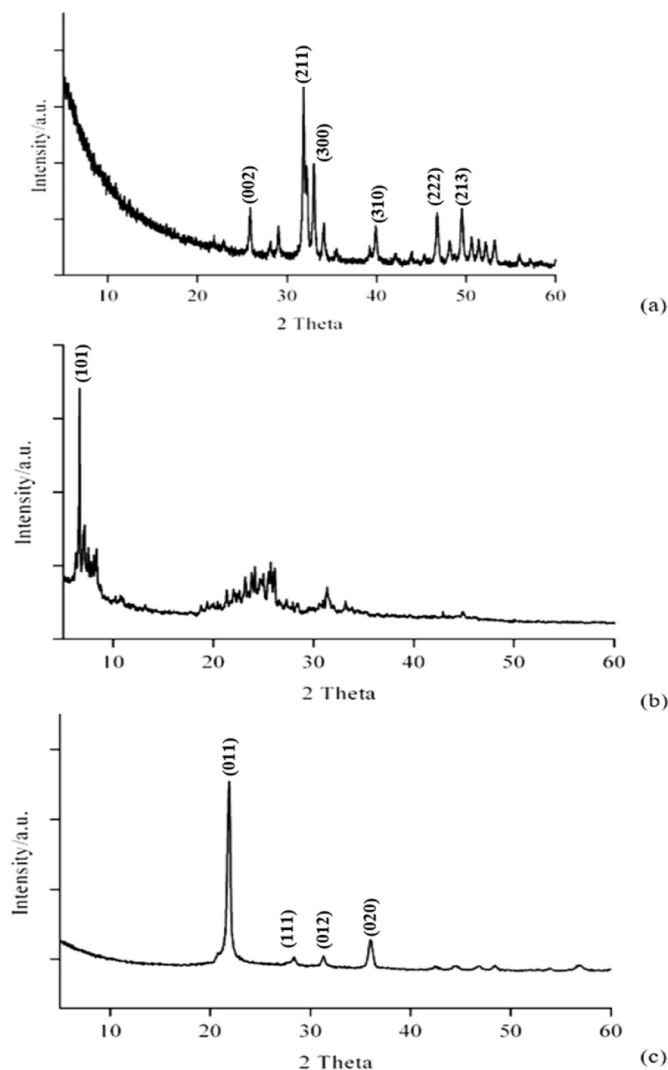 Intensity/a.u.
(002)
(211)
(300)
(310)
(222)
(213)
10 20 30 40 50 60
2 Theta
(a)
Intensity/a.u.
(101)
10 20 30 40 50 60
2 Theta
(b)
Intensity/a.u.
(011)
(111)
(012)
(020)
10 20 30 40 50 60
2 Theta
(c)